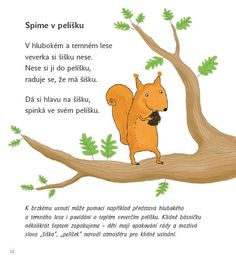 Spíme v pelíšku
V hlubokém a temném lese
veverka si šišku nese.
Nese si ji do pelíšku,
raduje se, že má šišku.
Dá si hlavu na šišku,
spinká ve svém pelíšku.
K brzkému usnutí může pomoci například představa hlubokého
a temného lesa i povídání o teplém veverčím pelíšku. Klidně básničku
několikrát šeptem zopakujeme – děti mají opakování rády a mazlivá
slova „šiška", „pelíšek" navodí atmosféru pro klidné usínání.
12